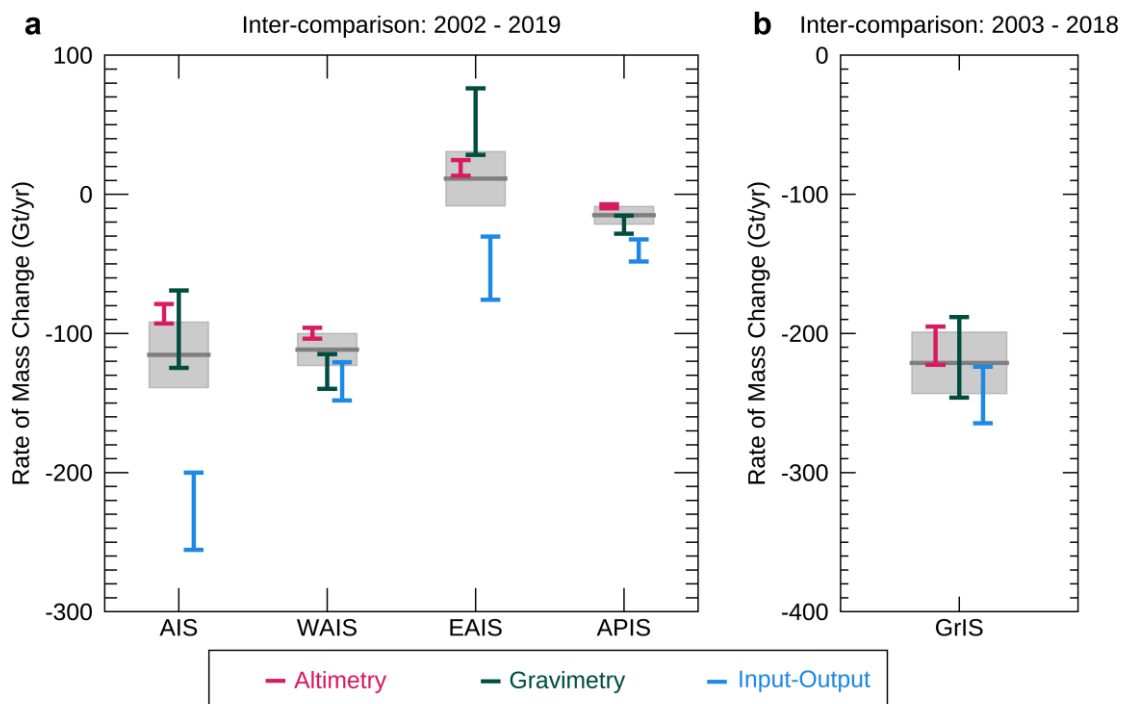 a
Inter-comparison: 2002 - 2019
Rate of Mass Change (Gt/yr)
100
0
-100
-200
-300
AIS
WAIS
EAIS
APIS
b
Inter-comparison: 2003 - 2018
Rate of Mass Change (Gt/yr)
0
-100
-200
-300
-400
GrIS
Altimetry
Gravimetry
Input-Output